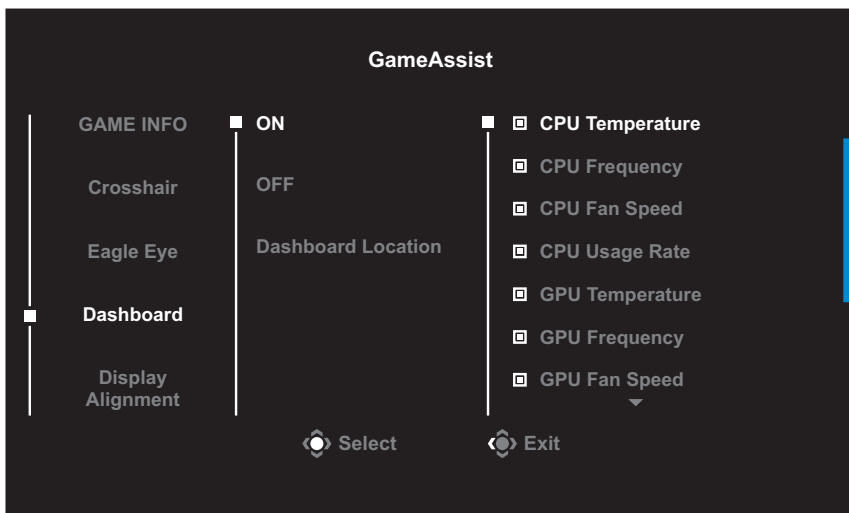 GameAssist
GAME INFO
Crosshair
Eagle Eye
Dashboard
Display
Alignment
ON
OFF
Dashboard Location
CPU Temperature
CPU Frequency
CPU Fan Speed
CPU Usage Rate
GPU Temperature
GPU Frequency
GPU Fan Speed
Select
Exit